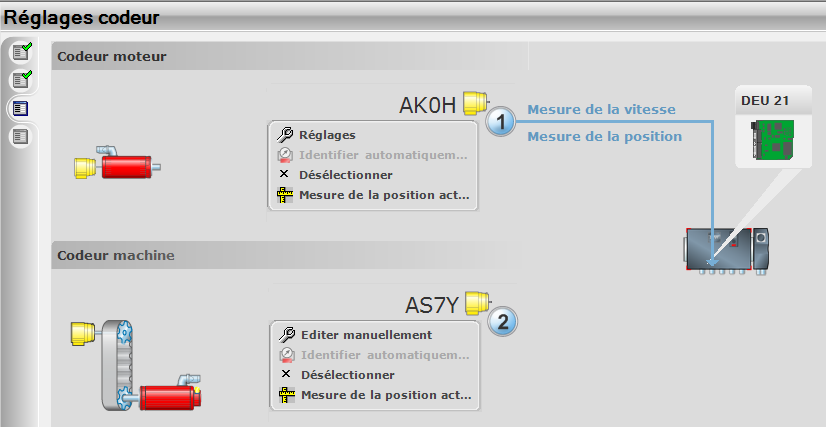 Réglages codeur
Codeur moteur
AK0H
1
Mesure de la vitesse
Mesure de la position
DEU 21
Réglages
Identifier automatiquem...
Désélectionner
Mesure de la position act...
Codeur machine
AS7Y
2
Editer manuellement
Identifier automatiquem...
Désélectionner
Mesure de la position act...